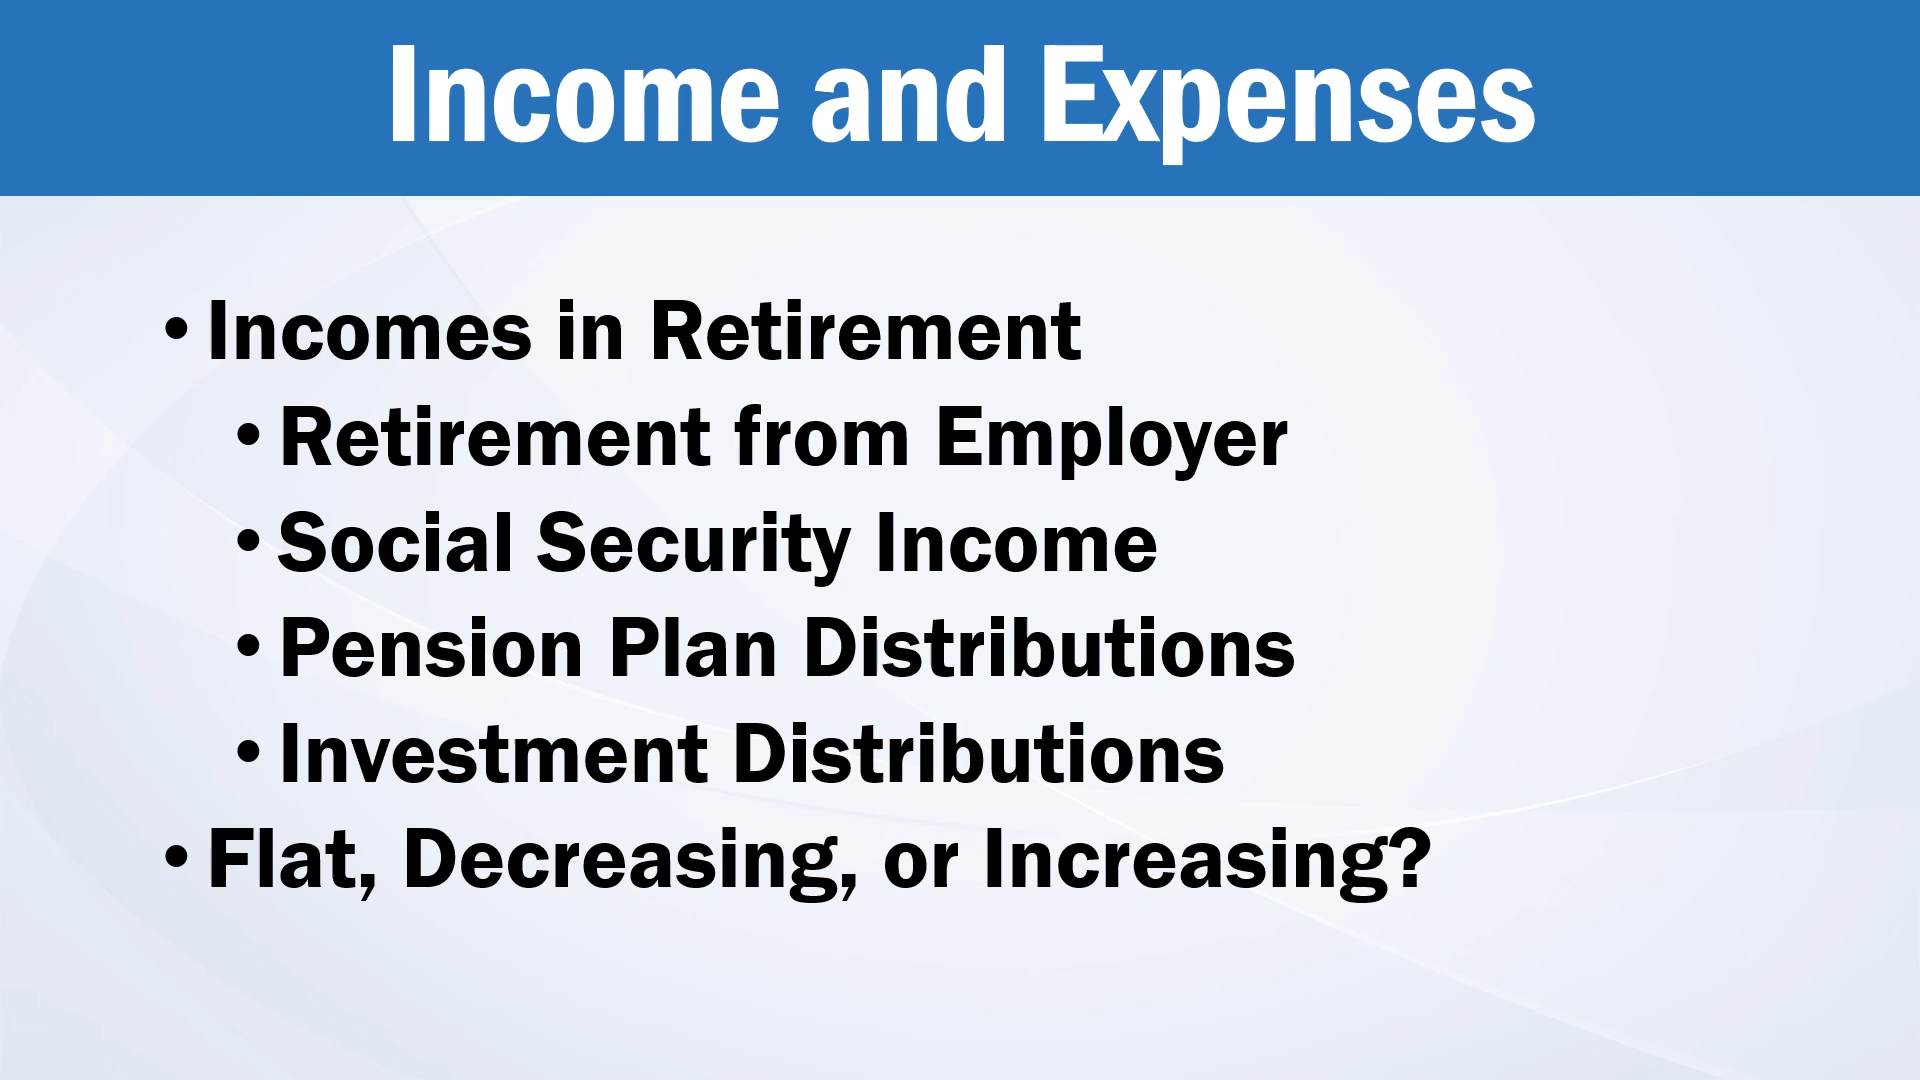 Income and Expenses
• Incomes in Retirement
• Retirement from Employer
• Social Security Income
• Pension Plan Distributions
• Investment Distributions
• Flat, Decreasing, or Increasing?